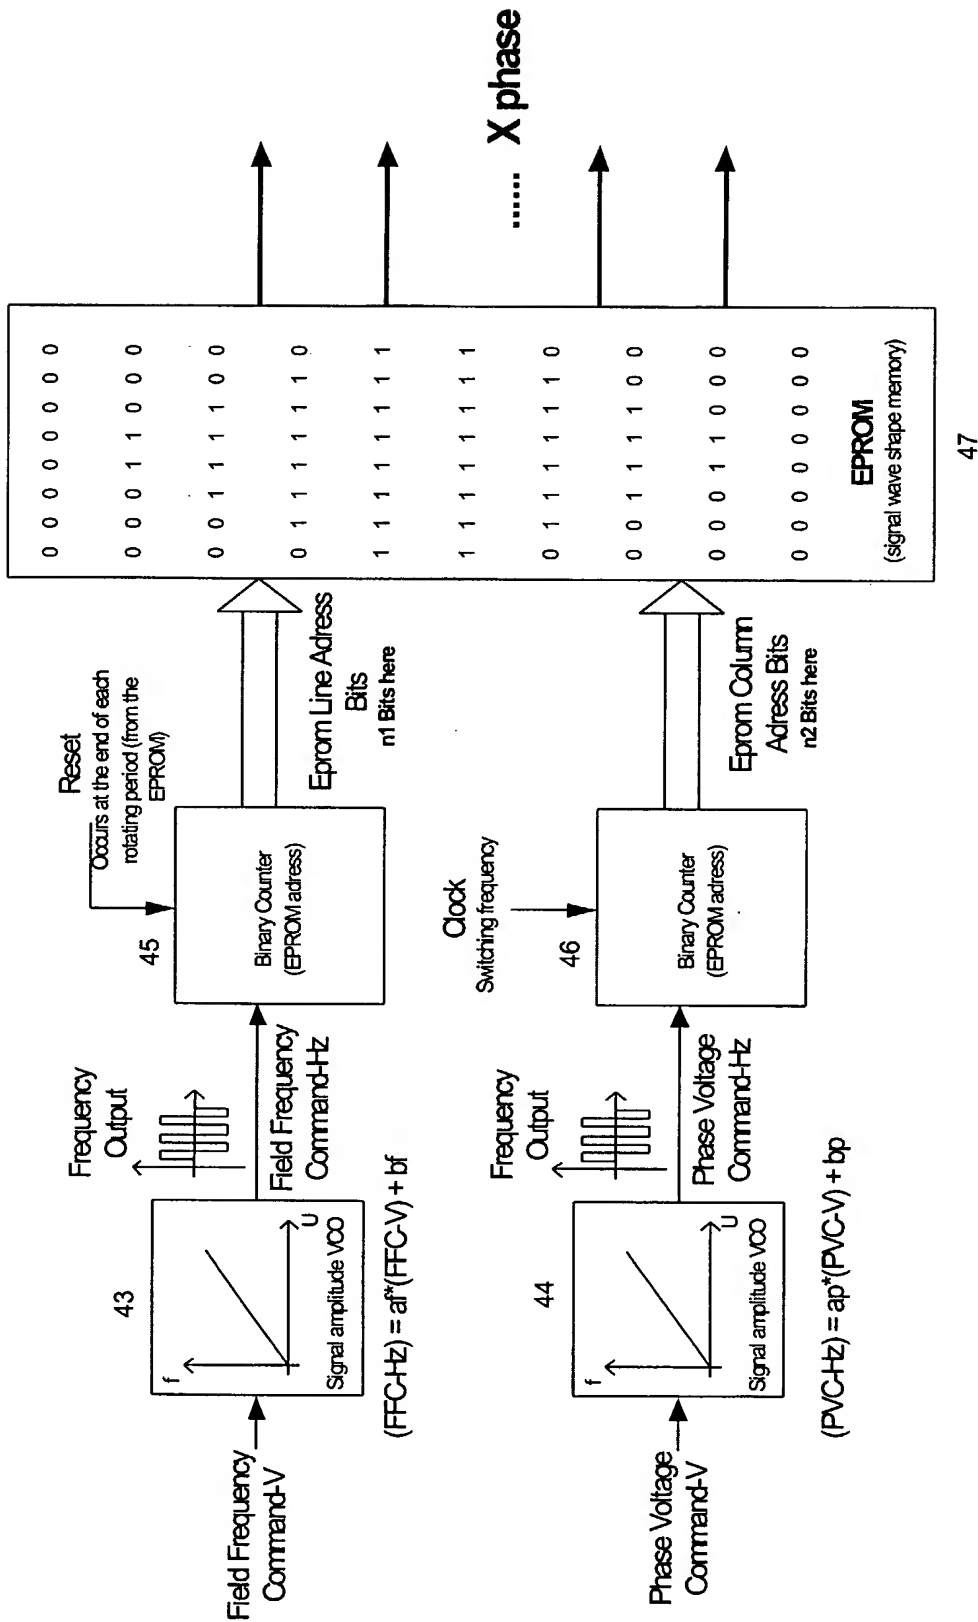 Field Frequency
Command-V
43
f
U
Signal amplitude VCO
(FFC-Hz) = af*(FFC-V) + bf
Frequency
Output
Field Frequency
Command-Hz
Reset
Occurs at the end of each
rotating period (from the
EPROM)
45
Binary Counter
(EPROM adress)
Eprom Line Adress
Bits
n1 Bits here
Phase Voltage
Command-V
44
f
U
Signal amplitude VCO
(PVC-Hz) = ap*(PVC-V) + bp
Frequency
Output
Phase Voltage
Command-Hz
Clock
Switching frequency
46
Binary Counter
(EPROM adress)
Eprom Column
Adress Bits
n2 Bits here
0 0 0 0 0 0 0 0
0 0 0 1 1 0 0 0
0 0 1 1 1 1 0 0
0 1 1 1 1 1 1 0
1 1 1 1 1 1 1 1
1 1 1 1 1 1 1 1
0 1 1 1 1 1 1 0
0 0 1 1 1 1 0 0
0 0 0 1 1 0 0 0
0 0 0 0 0 0 0 0
EPROM
(signal wave shape memory)
47
...... X phase